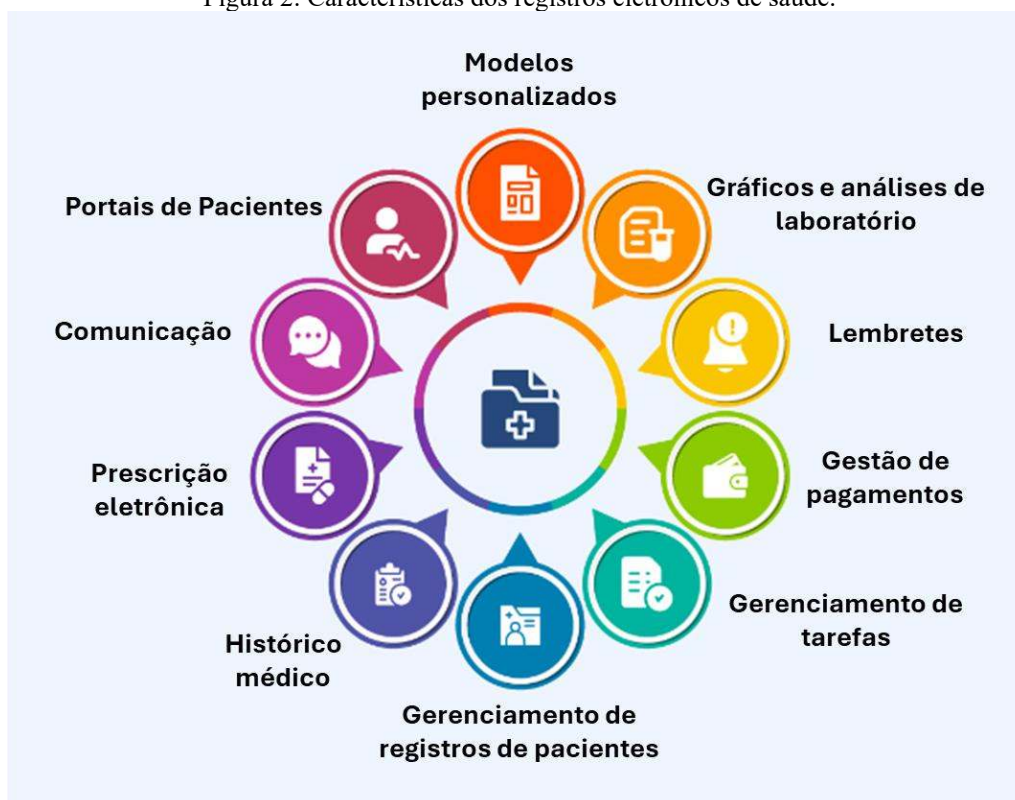 Figura 2: Características dos registros eletrônicos de saúde.
Modelos
personalizados
Gráficos e análises de
laboratório
Lembretes
Gestão de
pagamentos
Gerenciamento de
tarefas
Gerenciamento de
registros de pacientes
Histórico
médico
Prescrição
eletrônica
Comunicação
Portais de Pacientes